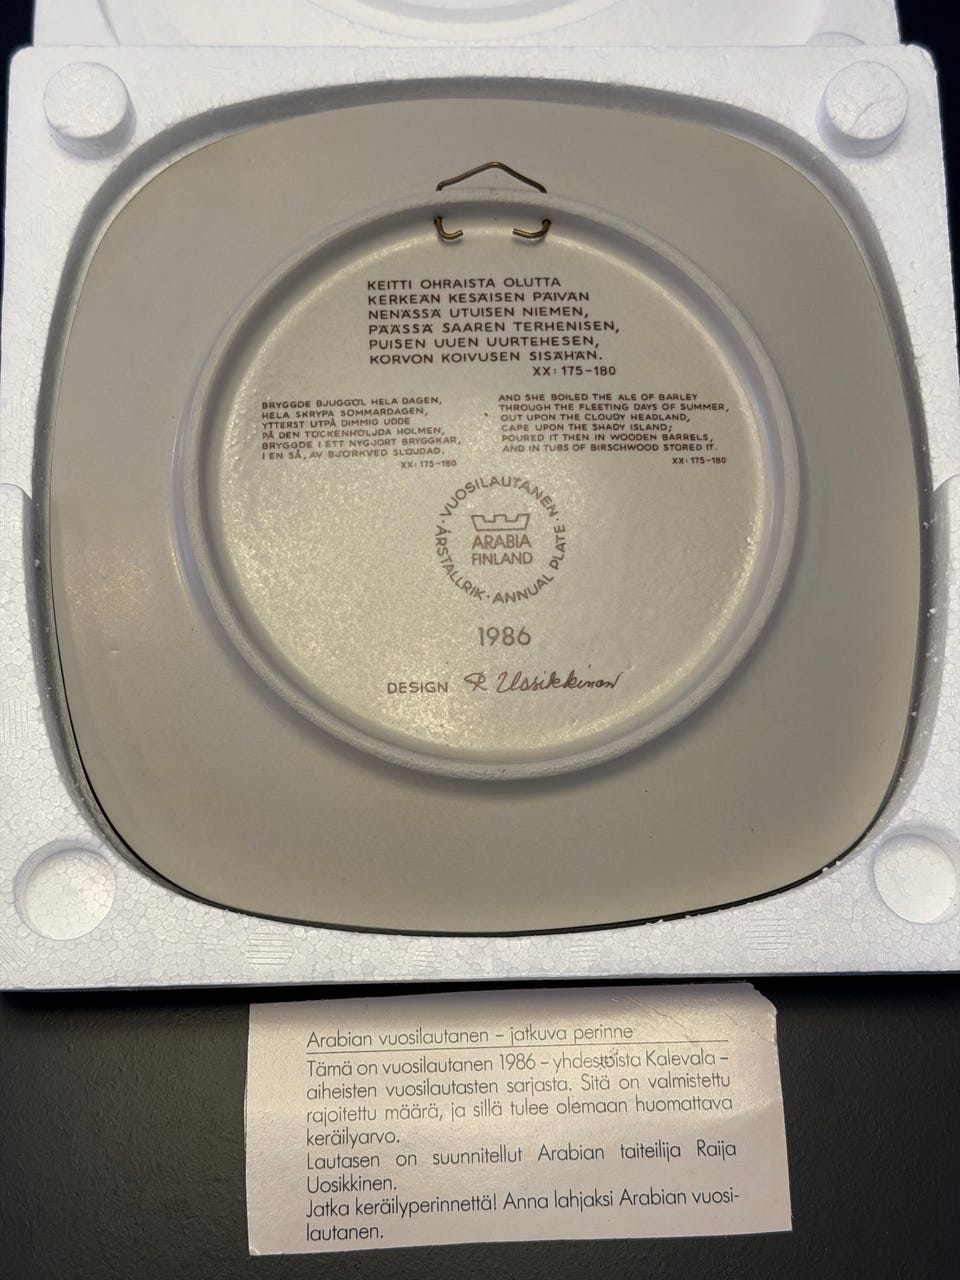 KEITTI OHRAISTA OLUTTA
KERKEÄN KESÄISEN PÄIVÄN
NENÄSSÄ UTUISEN NIEMEN,
PÄÄSSÄ SAAREN TERHENISEN,
PUISEN UUEN UURTEHESEN,
KORVON KOIVUSEN SISÄHÄN.
XX: 175-180
BRYGGDE BJUGGÖL HELA DAGEN,
HELA SKRYPA SOMMARDAGEN,
YTTERST UTPÅ DIMMIG UDDE
PÅ DEN TÖCKENHÖLJDA HOLMEN,
BRYGGDE I ETT NYGJORT BRYGGKAR,
I EN SÅ, AV BJÖRKVED SLÖJDAD.
XX: 175-180
AND SHE BOILED THE ALE OF BARLEY
THROUGH THE FLEETING DAYS OF SUMMER,
OUT UPON THE CLOUDY HEADLAND,
CAPE UPON THE SHADY ISLAND;
POURED IT THEN IN WOODEN BARRELS,
AND IN TUBS OF BIRSCHWOOD STORED IT.
XX: 175-180
VUOSILAUTANEN · ANNUAL PLATE · ÅRSTALLRIK ·
ARABIA
FINLAND
1986
DESIGN R Uosikkinen
Arabian vuosilautanen – jatkuva perinne
Tämä on vuosilautanen 1986 – yhdestoista Kalevala-
aiheisten vuosilautasten sarjasta. Sitä on valmistettu
rajoitettu määrä, ja sillä tulee olemaan huomattava
keräilyarvo.
Lautasen on suunnitellut Arabian taiteilija Raija
Uosikkinen.
Jatka keräilyperinnettä! Anna lahjaksi Arabian vuosi-
lautanen.